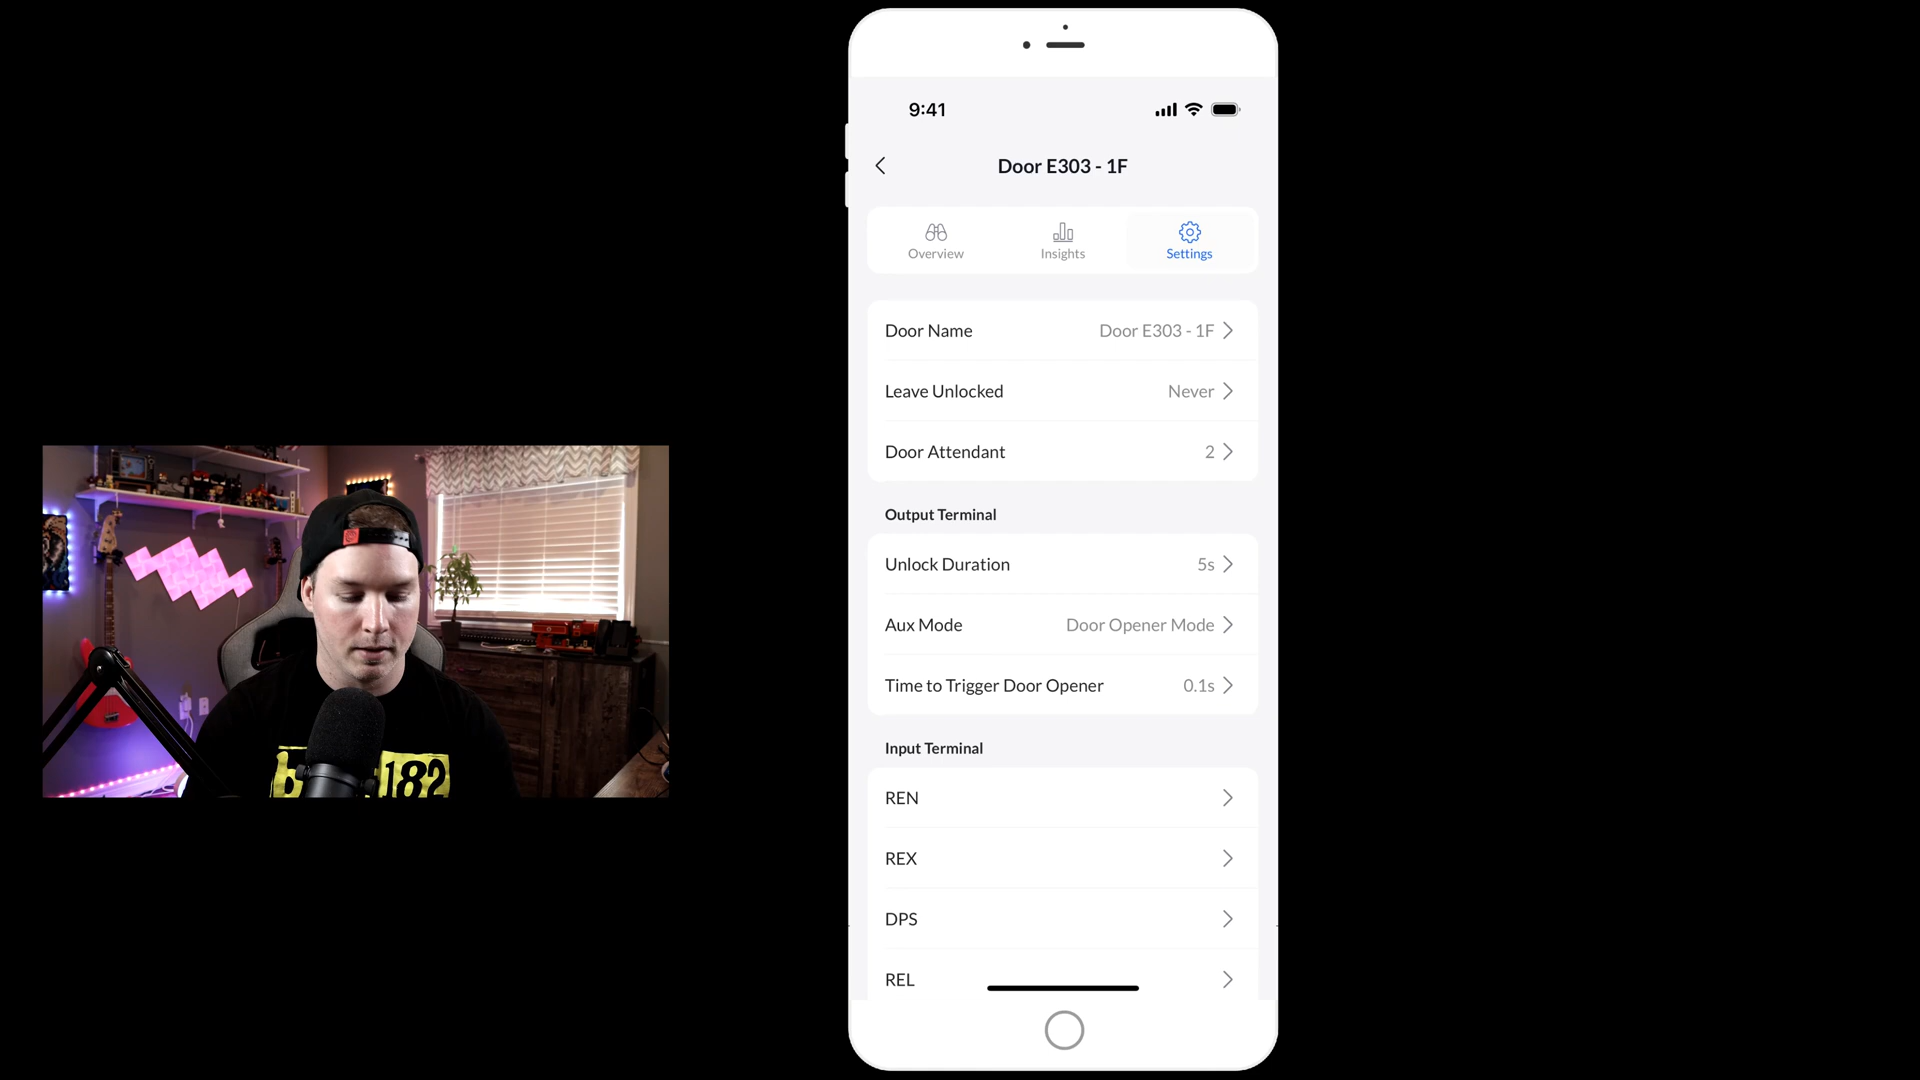 9:41
Door E303 - 1F
Overview
Insights
Settings
Door Name
Door E303 - 1F
Leave Unlocked
Never
Door Attendant
2
Output Terminal
Unlock Duration
5s
Aux Mode
Door Opener Mode
Time to Trigger Door Opener
0.1s
Input Terminal
REN
REX
DPS
REL
182